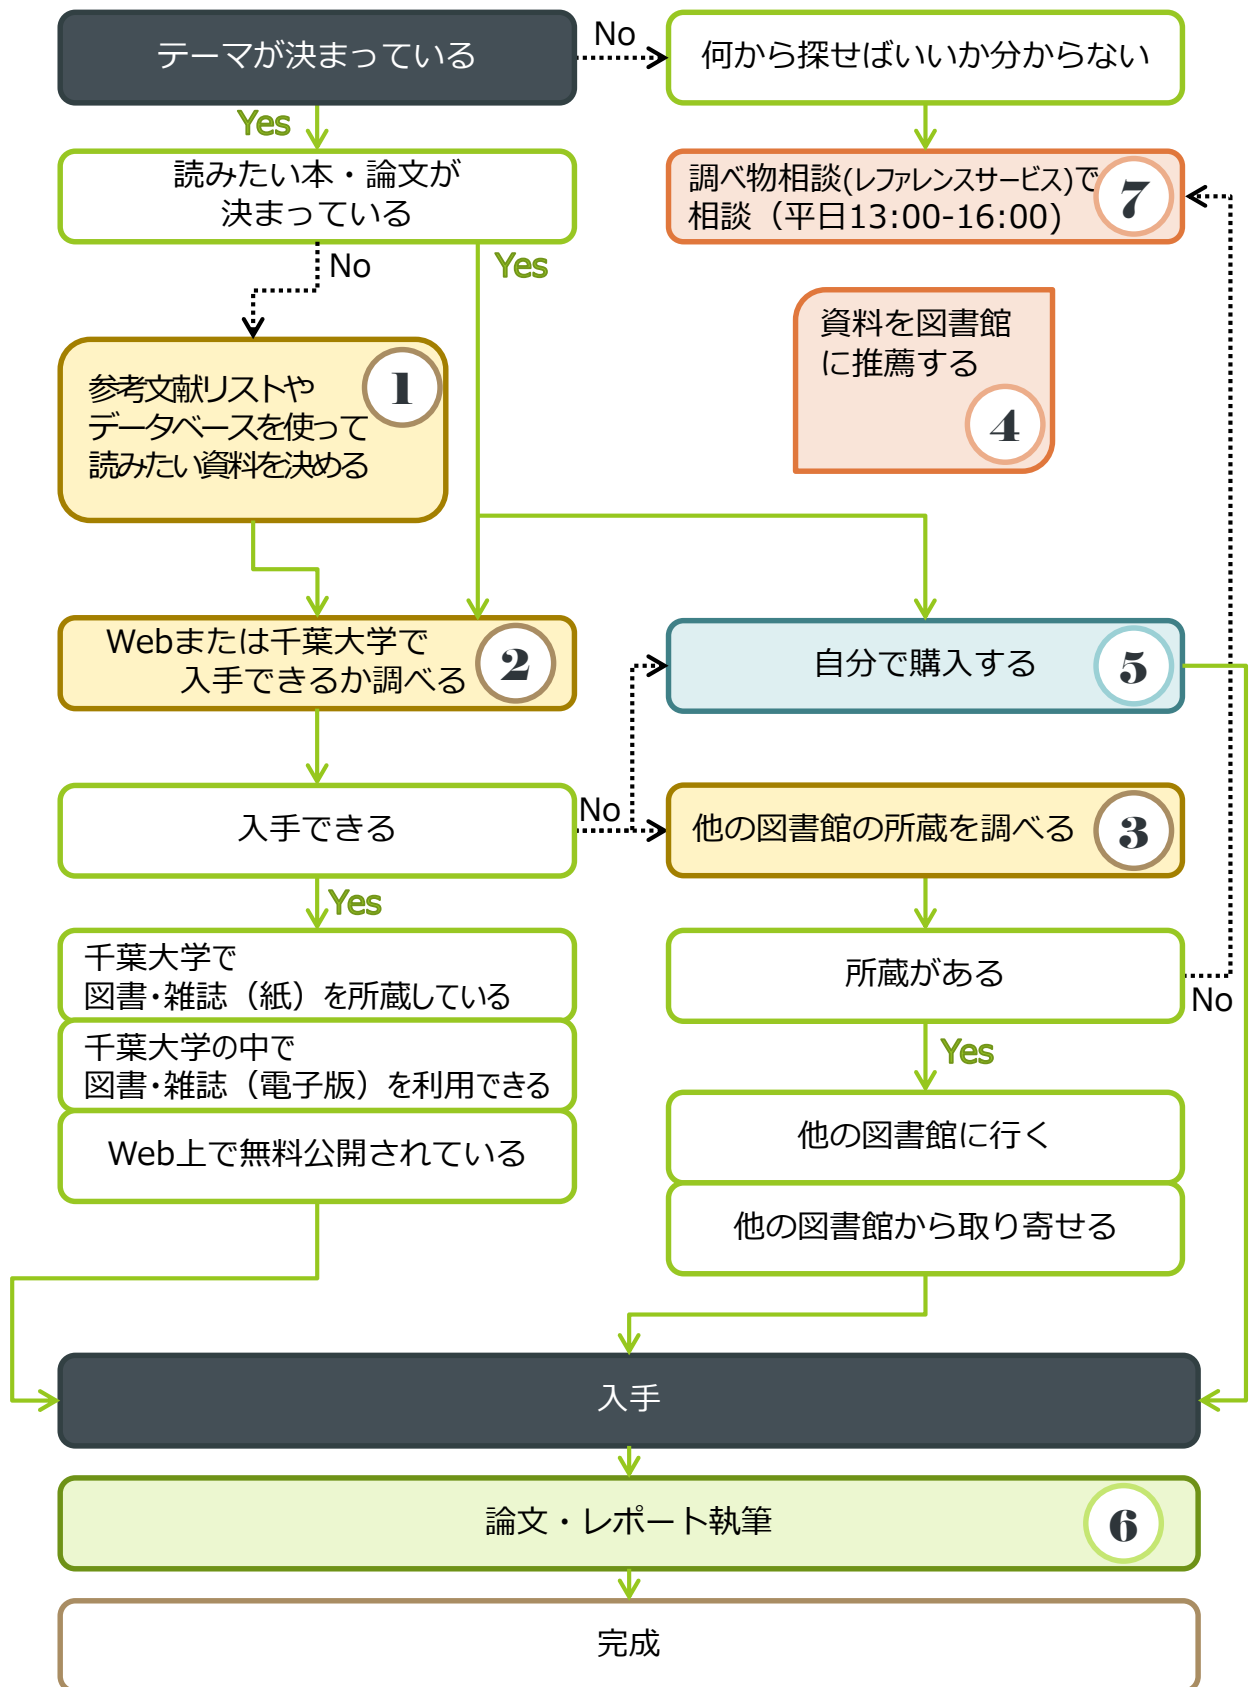 テーマが決まっている
No
何から探せばいいか分からない
Yes
読みたい本・論文が
決まっている
調べ物相談(レファレンスサービス)で
相談（平日13:00-16:00)
7
No
Yes
資料を図書館
に推薦する
4
参考文献リストや
データベースを使って
読みたい資料を決める
1
Webまたは千葉大学で
入手できるか調べる
2
自分で購入する
5
入手できる
No
他の図書館の所蔵を調べる
3
Yes
千葉大学で
図書・雑誌（紙）を所蔵している
千葉大学の中で
図書・雑誌（電子版）を利用できる
Web上で無料公開されている
所蔵がある
No
Yes
他の図書館に行く
他の図書館から取り寄せる
入手
論文・レポート執筆
6
完成